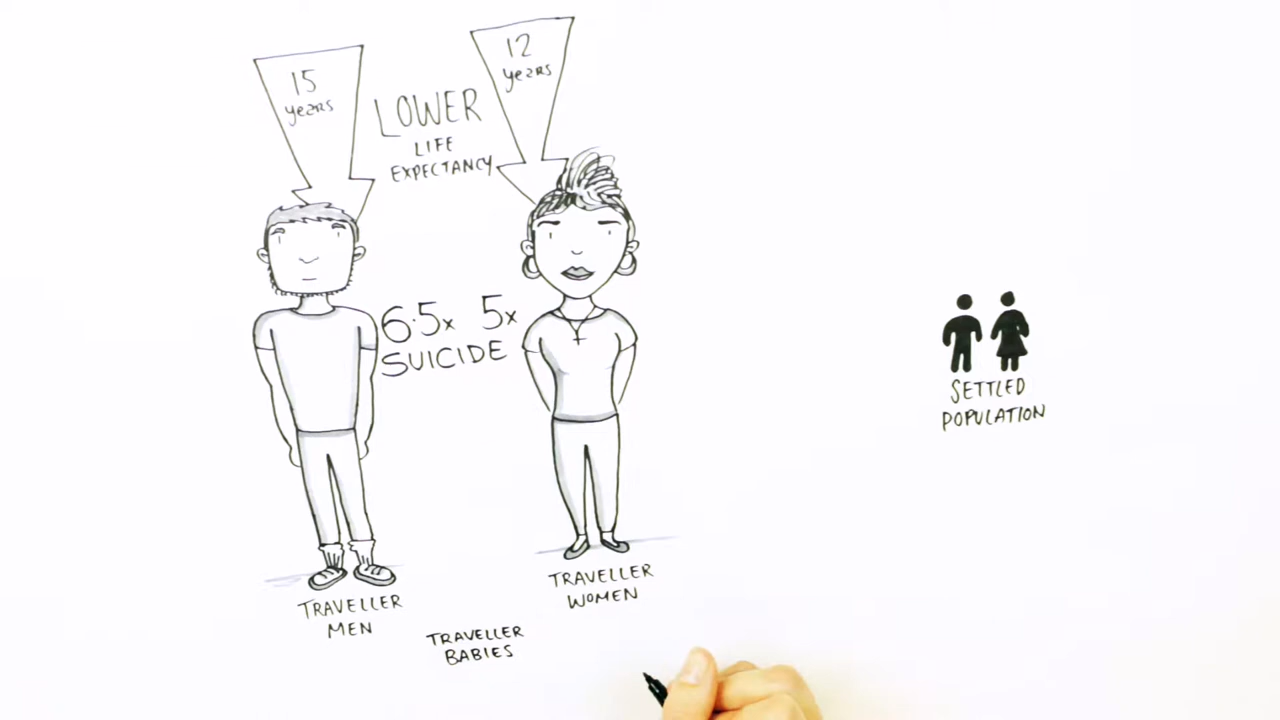 15
years
12
years
LOWER
LIFE
EXPECTANCY
6.5x 5x
SUICIDE
SETTLED
POPULATION
TRAVELLER
MEN
TRAVELLER
WOMEN
TRAVELLER
BABIES